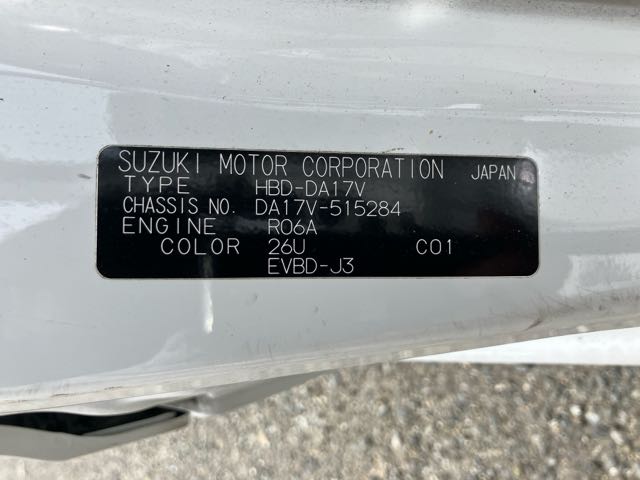 SUZUKI MOTOR CORPORATION JAPAN
TYPE HBD-DA17V
CHASSIS NO. DA17V-515284
ENGINE R06A
COLOR 26U C01
EVBD-J3